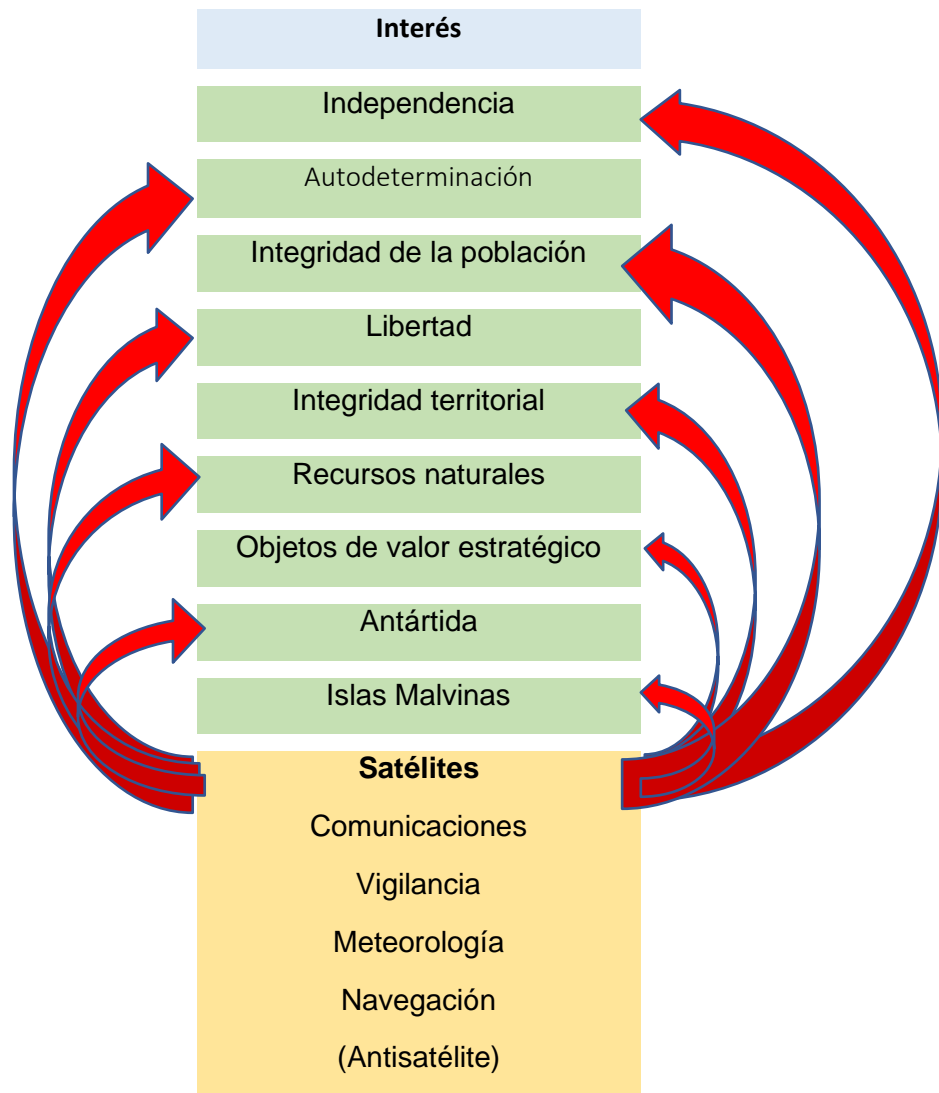 Interés
Independencia
Autodeterminación
Integridad de la población
Libertad
Integridad territorial
Recursos naturales
Objetos de valor estratégico
Antártida
Islas Malvinas
Satélites
Comunicaciones
Vigilancia
Meteorología
Navegación
(Antisatélite)